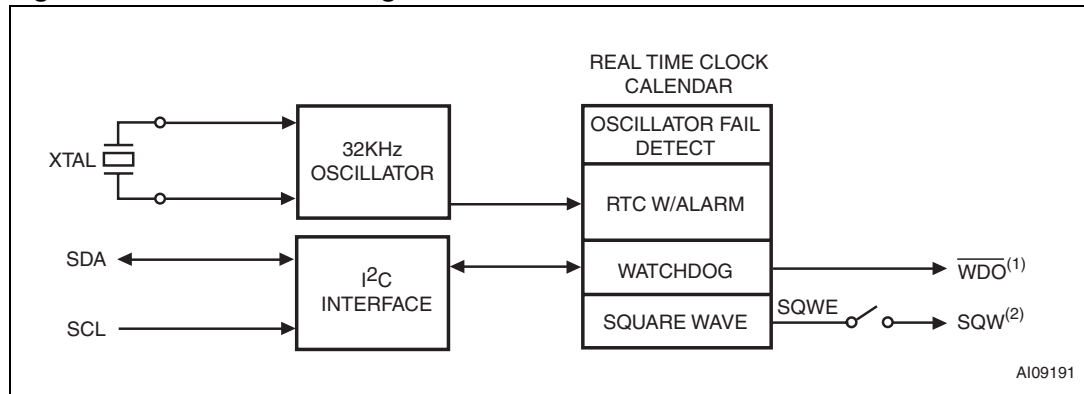 REAL TIME CLOCK
CALENDAR
OSCILLATOR FAIL
DETECT
XTAL
32KHz
OSCILLATOR
RTC W/ALARM
SDA
I²C
INTERFACE
WATCHDOG
WDO(1)
SCL
SQUARE WAVE
SQWE
SQW(2)
AI09191